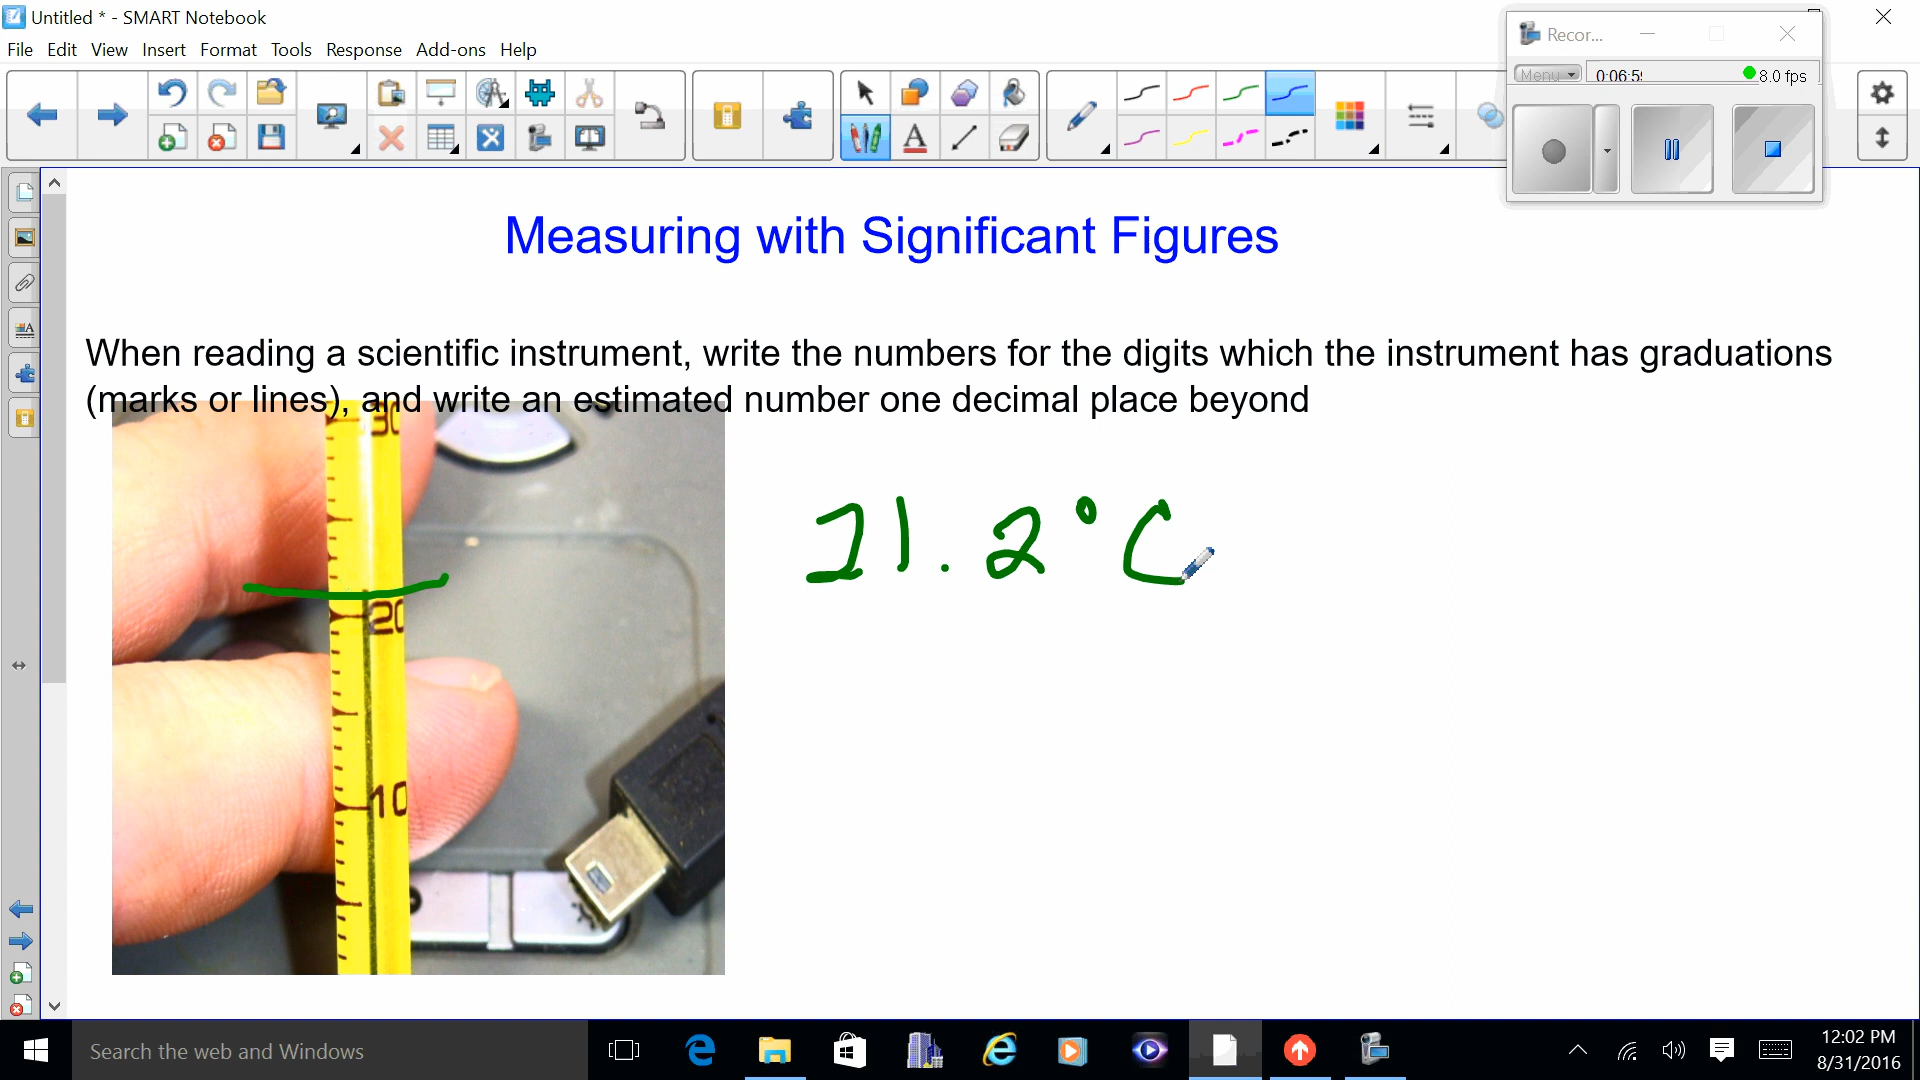 Untitled * - SMART Notebook
File Edit View Insert Format Tools Response Add-ons Help
Recor...
Menu 0:06:5 8.0 fps
Measuring with Significant Figures
When reading a scientific instrument, write the numbers for the digits which the instrument has graduations
(marks or lines), and write an estimated number one decimal place beyond
30
21.2°C
20
10
Search the web and Windows
12:02 PM
8/31/2016